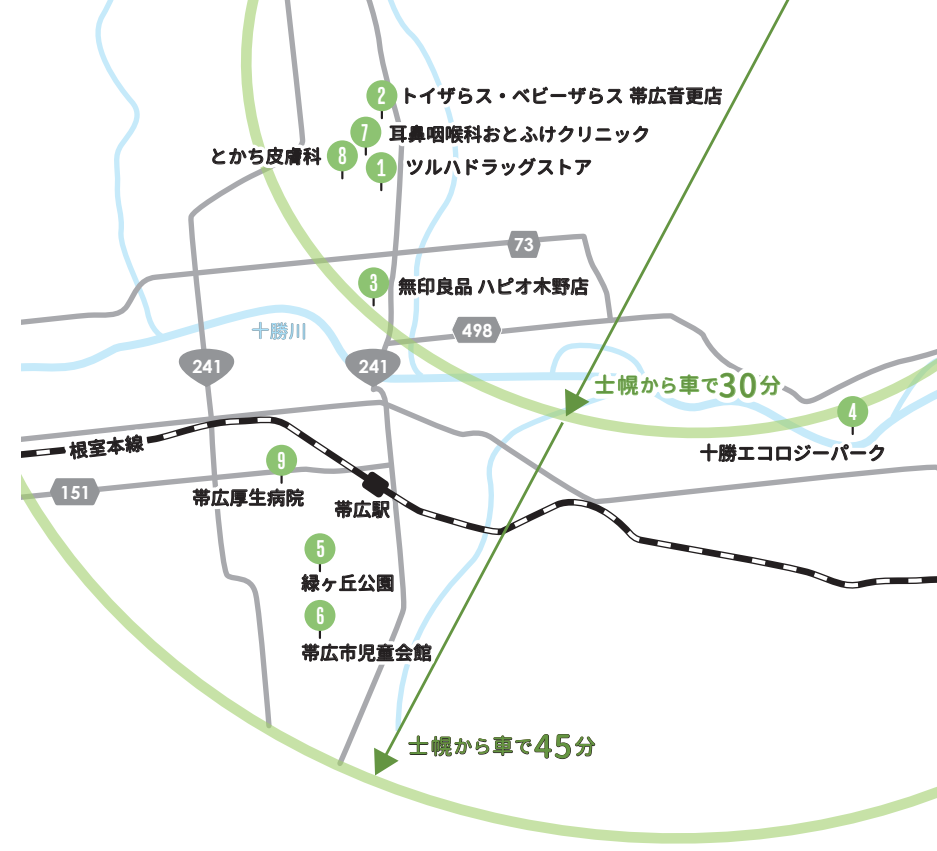 2 トイザらス・ベビーザらス 帯広音更店
7 耳鼻咽喉科おとふけクリニック
とかち皮膚科 8
1 ツルハドラッグストア
73
3 無印良品 ハピオ木野店
十勝川
498
241
241
士幌から車で30分
4
十勝エコロジーパーク
根室本線
9
帯広厚生病院
151
帯広駅
5
緑ヶ丘公園
6
帯広市児童会館
士幌から車で45分